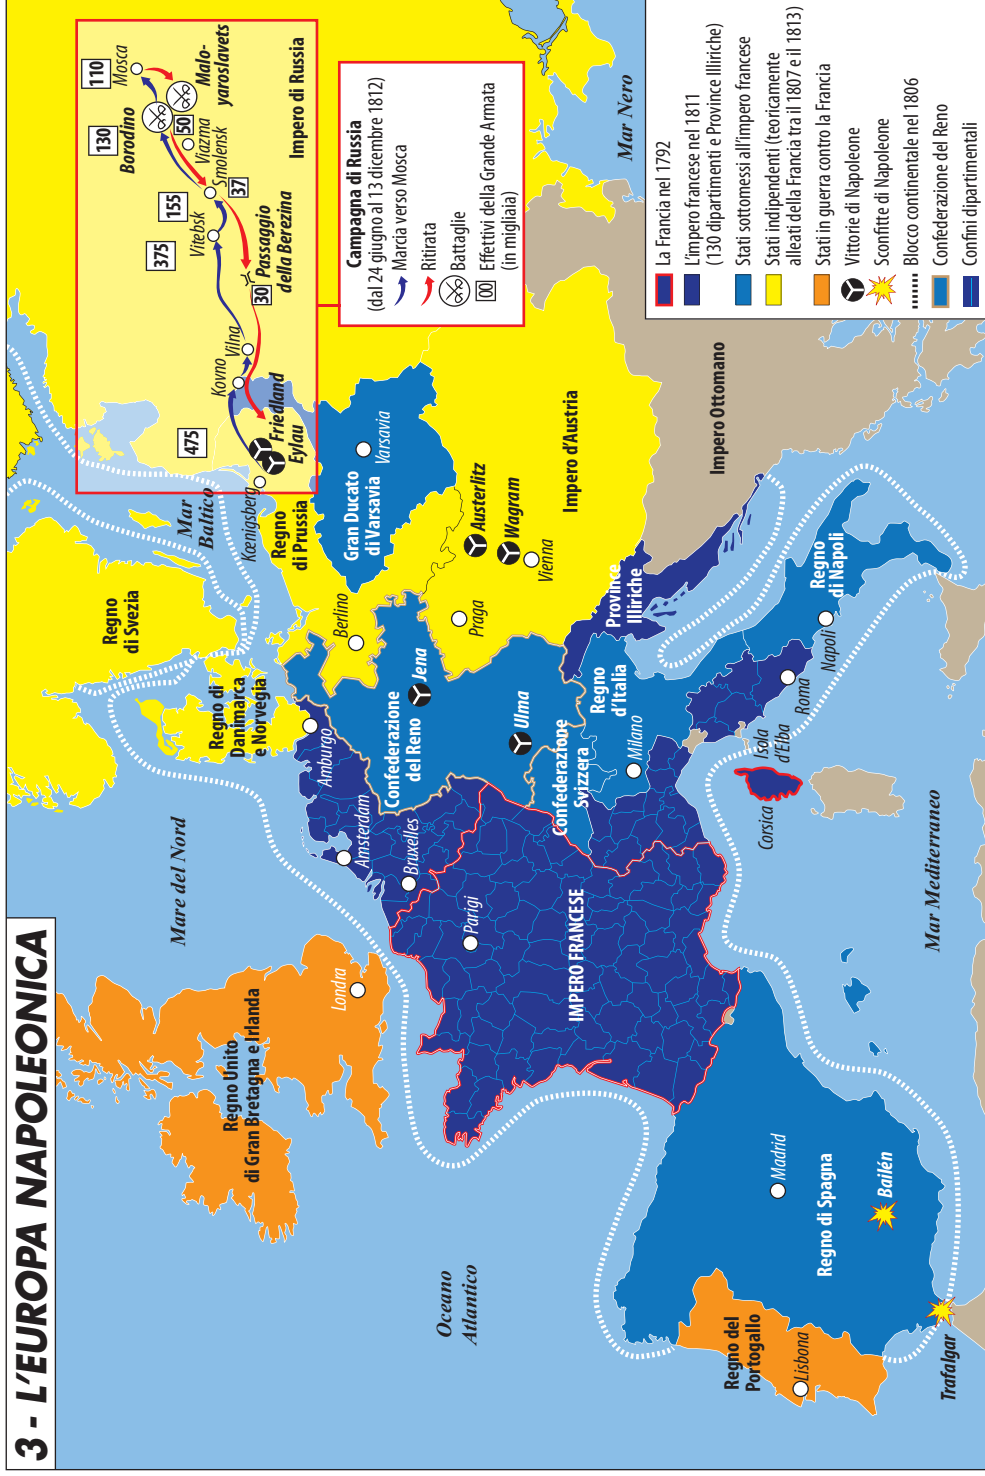 3 - L'EUROPA NAPOLEONICA
Regno Unito
di Gran Bretagna e Irlanda
Londra
Mare del Nord
Oceano
Atlantico
Regno
di Svezia
Regno di
Danimarca
e Norvegia
Mar
Baltico
Kœnigsberg
Regno
di Prussia
Amburgo
Amsterdam
Bruxelles
Berlino
Gran Ducato
di Varsavia
Varsavia
Confederazione
del Reno
Jena
Praga
Austerlitz
Wagram
Vienna
Impero d'Austria
Ulma
Parigi
IMPERO FRANCESE
Confederazione
Svizzera
Regno
d'Italia
Milano
Province
Illiriche
Impero Ottomano
Mar Nero
Corsica
Isola
d'Elba
Roma
Napoli
Regno
di Napoli
Mar Mediterraneo
Regno del
Portogallo
Lisbona
Madrid
Regno di Spagna
Bailén
Trafalgar
475
Kovno
Vilna
Friedland
Eylau
375
Vitebsk
155
Smolensk
130
Borodino
110
Mosca
Malo-
yaroslavets
50
Viazma
37
30
Passaggio
della Berezina
Impero di Russia
Campagna di Russia
(dal 24 giugno al 13 dicembre 1812)
Marcia verso Mosca
Ritirata
Battaglie
00
Effettivi della Grande Armata
(in migliaia)
La Francia nel 1792
L'impero francese nel 1811
(130 dipartimenti e Province Illiriche)
Stati sottomessi all'impero francese
Stati indipendenti (teoricamente
alleati della Francia tra il 1807 e il 1813)
Stati in guerra contro la Francia
Vittorie di Napoleone
Sconfitte di Napoleone
Blocco continentale nel 1806
Confederazione del Reno
Confini dipartimentali